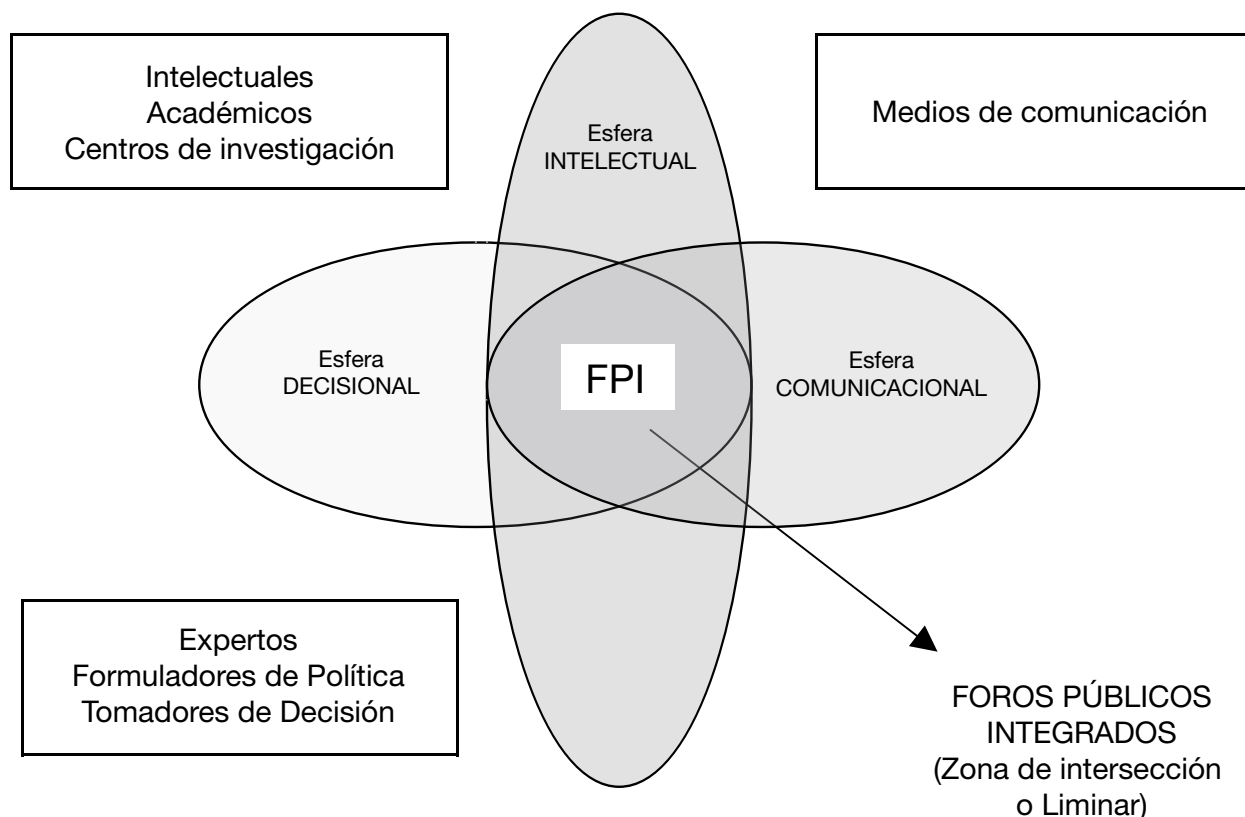 Intelectuales
Académicos
Centros de investigación
Medios de comunicación
Esfera
INTELECTUAL
Esfera
DECISIONAL
FPI
Esfera
COMUNICACIONAL
Expertos
Formuladores de Política
Tomadores de Decisión
FOROS PÚBLICOS
INTEGRADOS
(Zona de intersección
o Liminar)